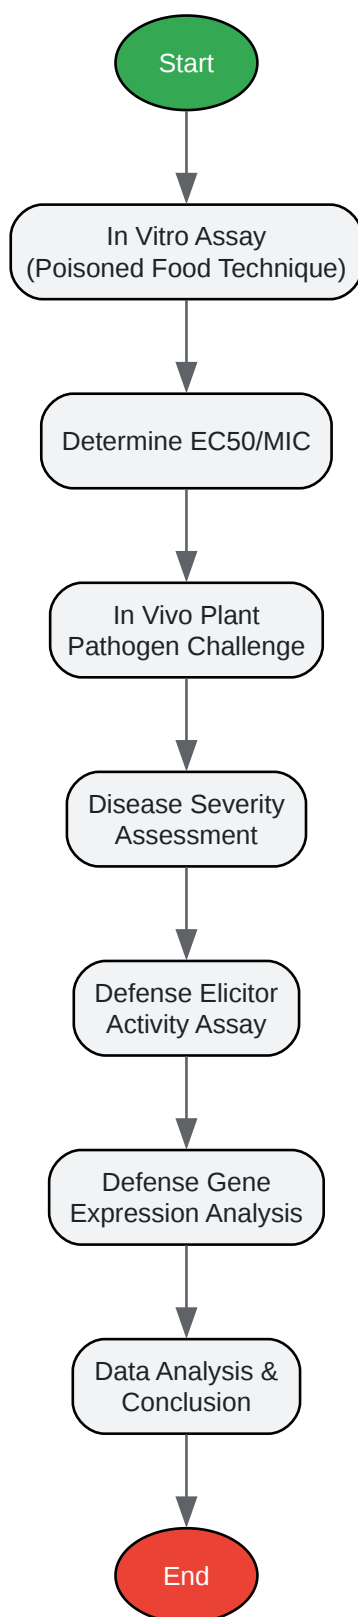 Start
In Vitro Assay
(Poisoned Food Technique)
Determine EC50/MIC
In Vivo Plant
Pathogen Challenge
Disease Severity
Assessment
Defense Elicitor
Activity Assay
Defense Gene
Expression Analysis
Data Analysis &
Conclusion
End